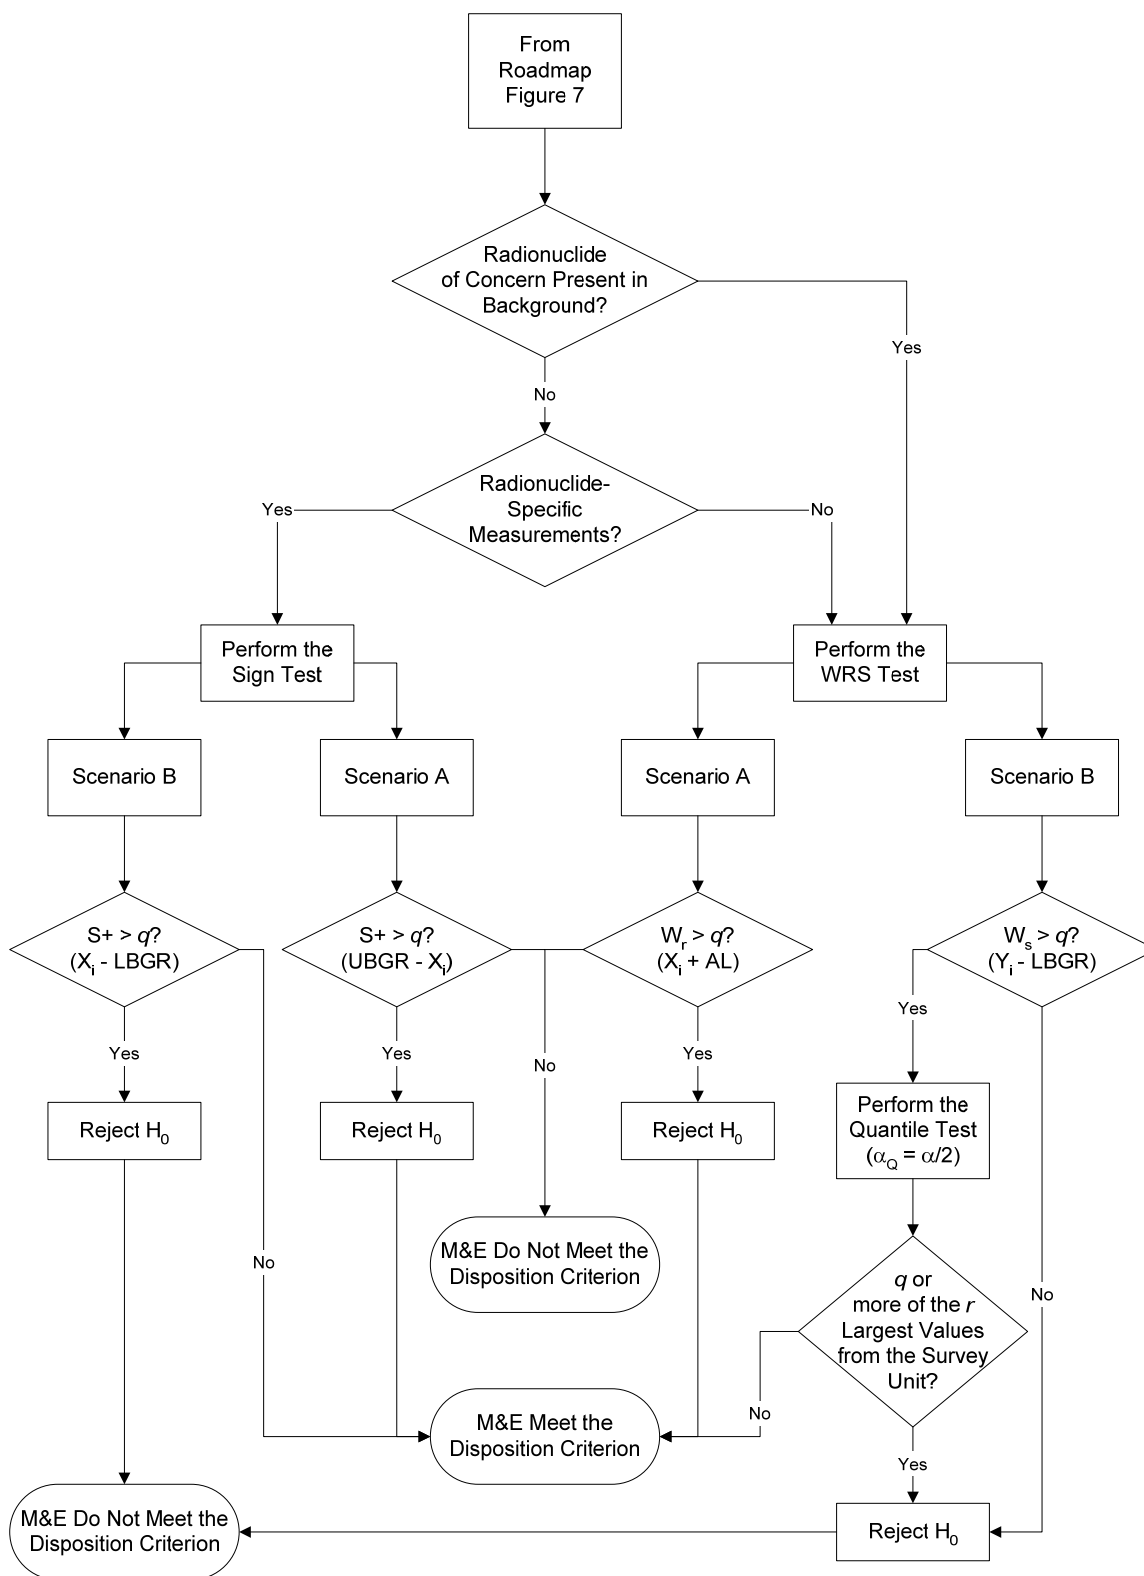 From
Roadmap
Figure 7
Radionuclide
of Concern Present in
Background?
Yes
No
Radionuclide-
Specific
Measurements?
Yes
No
Perform the
Sign Test
Perform the
WRS Test
Scenario B
Scenario A
Scenario A
Scenario B
S+ > q?
(Xi - LBGR)
S+ > q?
(UBGR - Xi)
Wr > q?
(Xi + AL)
Ws > q?
(Yi - LBGR)
Yes
Yes
No
Yes
Yes
Reject H0
Reject H0
Reject H0
Perform the
Quantile Test
(αQ = α/2)
No
M&E Do Not Meet the
Disposition Criterion
q or
more of the r
Largest Values
from the Survey
Unit?
No
M&E Meet the
Disposition Criterion
No
Yes
M&E Do Not Meet the
Disposition Criterion
Reject H0